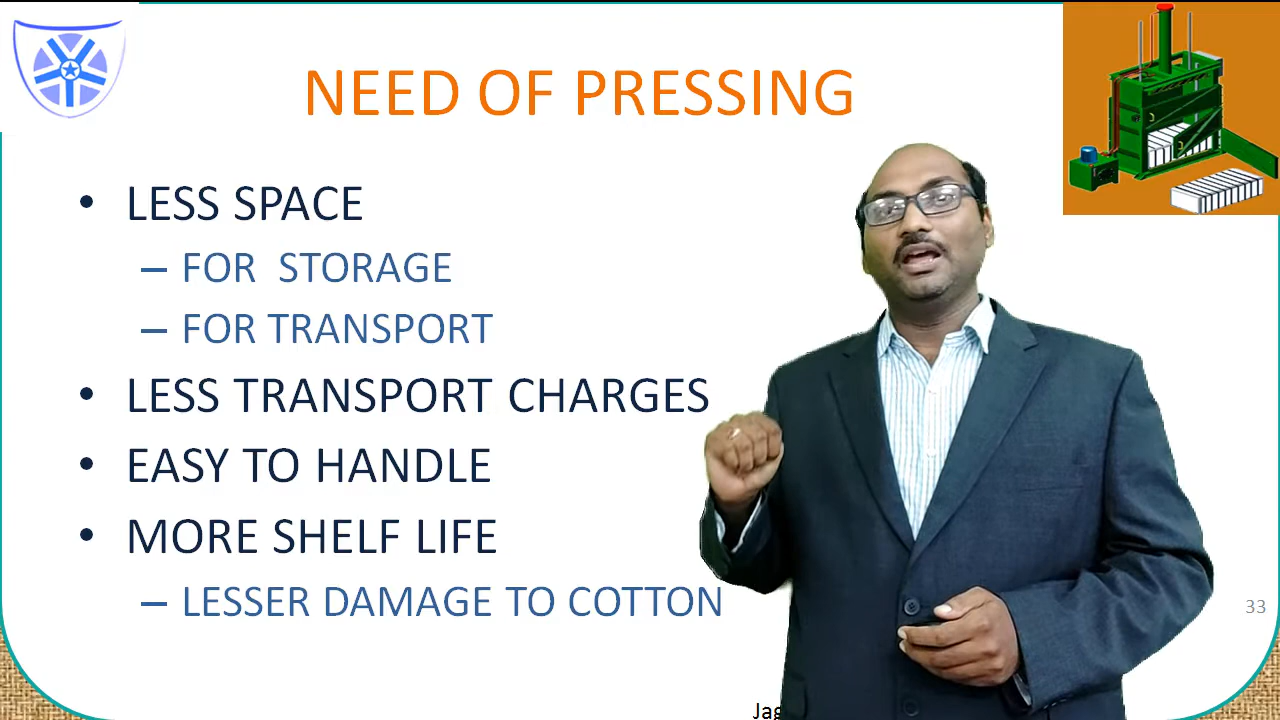 NEED OF PRESSING
• LESS SPACE
– FOR STORAGE
– FOR TRANSPORT
• LESS TRANSPORT CHARGES
• EASY TO HANDLE
• MORE SHELF LIFE
– LESSER DAMAGE TO COTTON
33
Jag